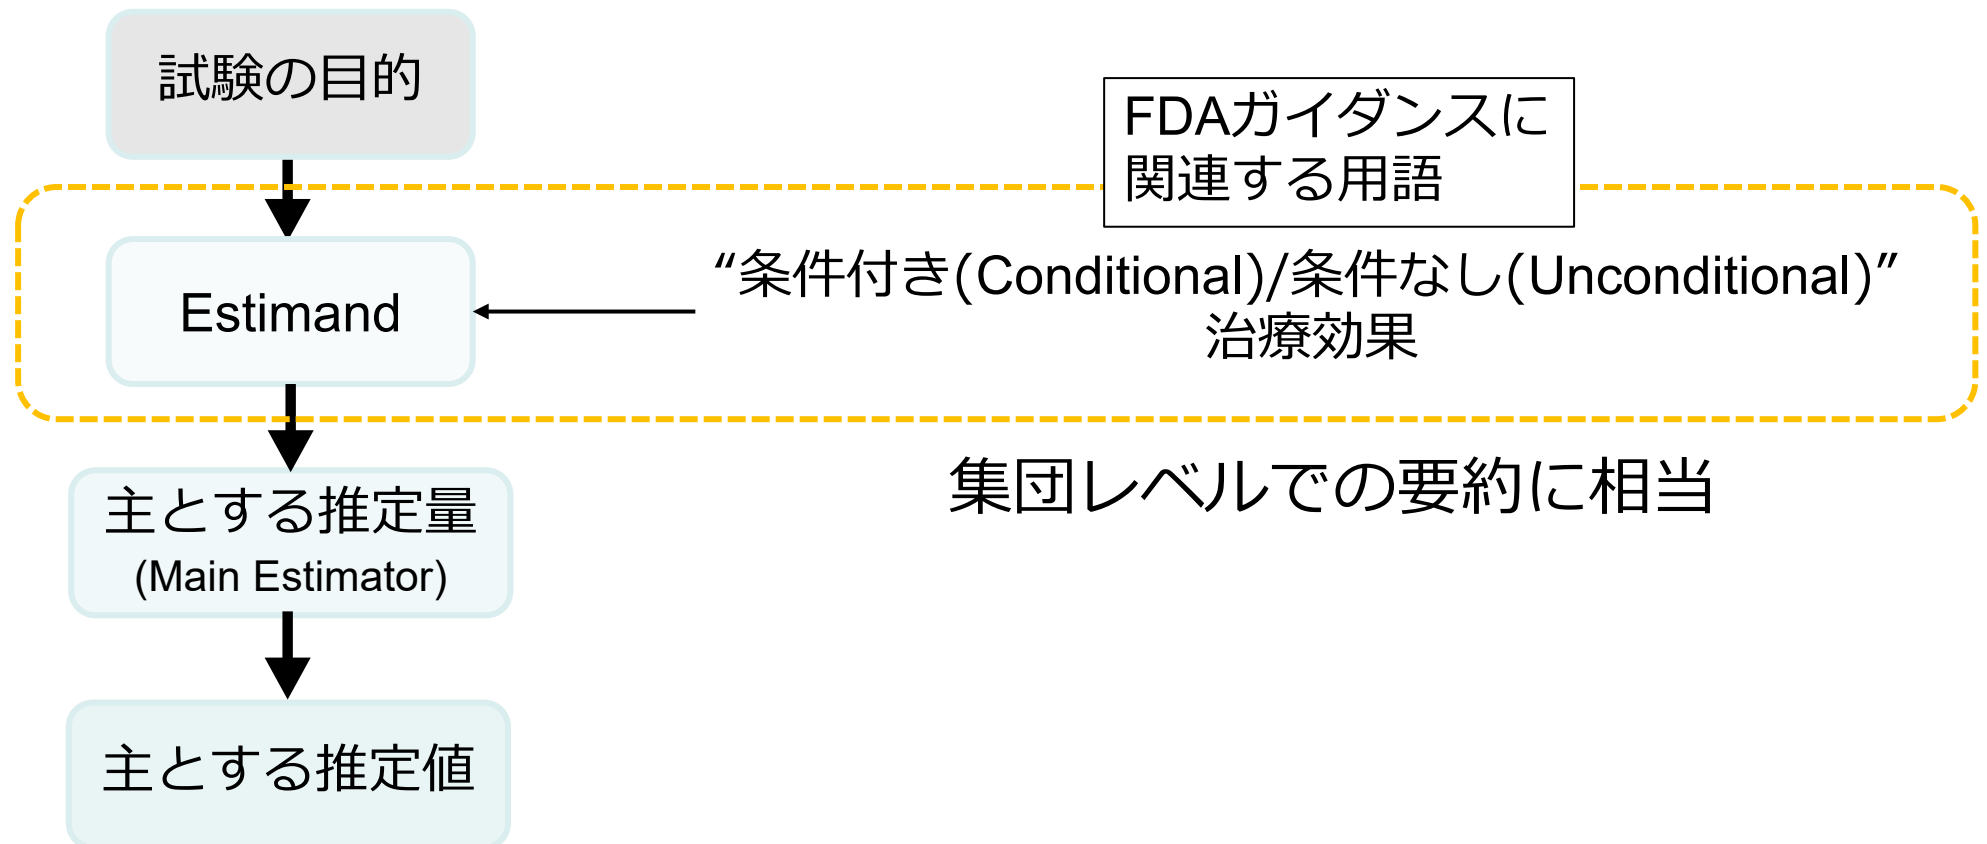 試験の目的
FDAガイダンスに
関連する用語
Estimand
“条件付き(Conditional)/条件なし(Unconditional)”
治療効果
集団レベルでの要約に相当
主とする推定量
(Main Estimator)
主とする推定値